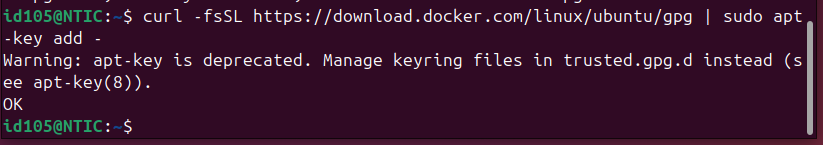 id105@NTIC:~$ curl -fsSL https://download.docker.com/linux/ubuntu/gpg | sudo apt
-key add -
Warning: apt-key is deprecated. Manage keyring files in trusted.gpg.d instead (s
ee apt-key(8)).
OK
id105@NTIC:~$